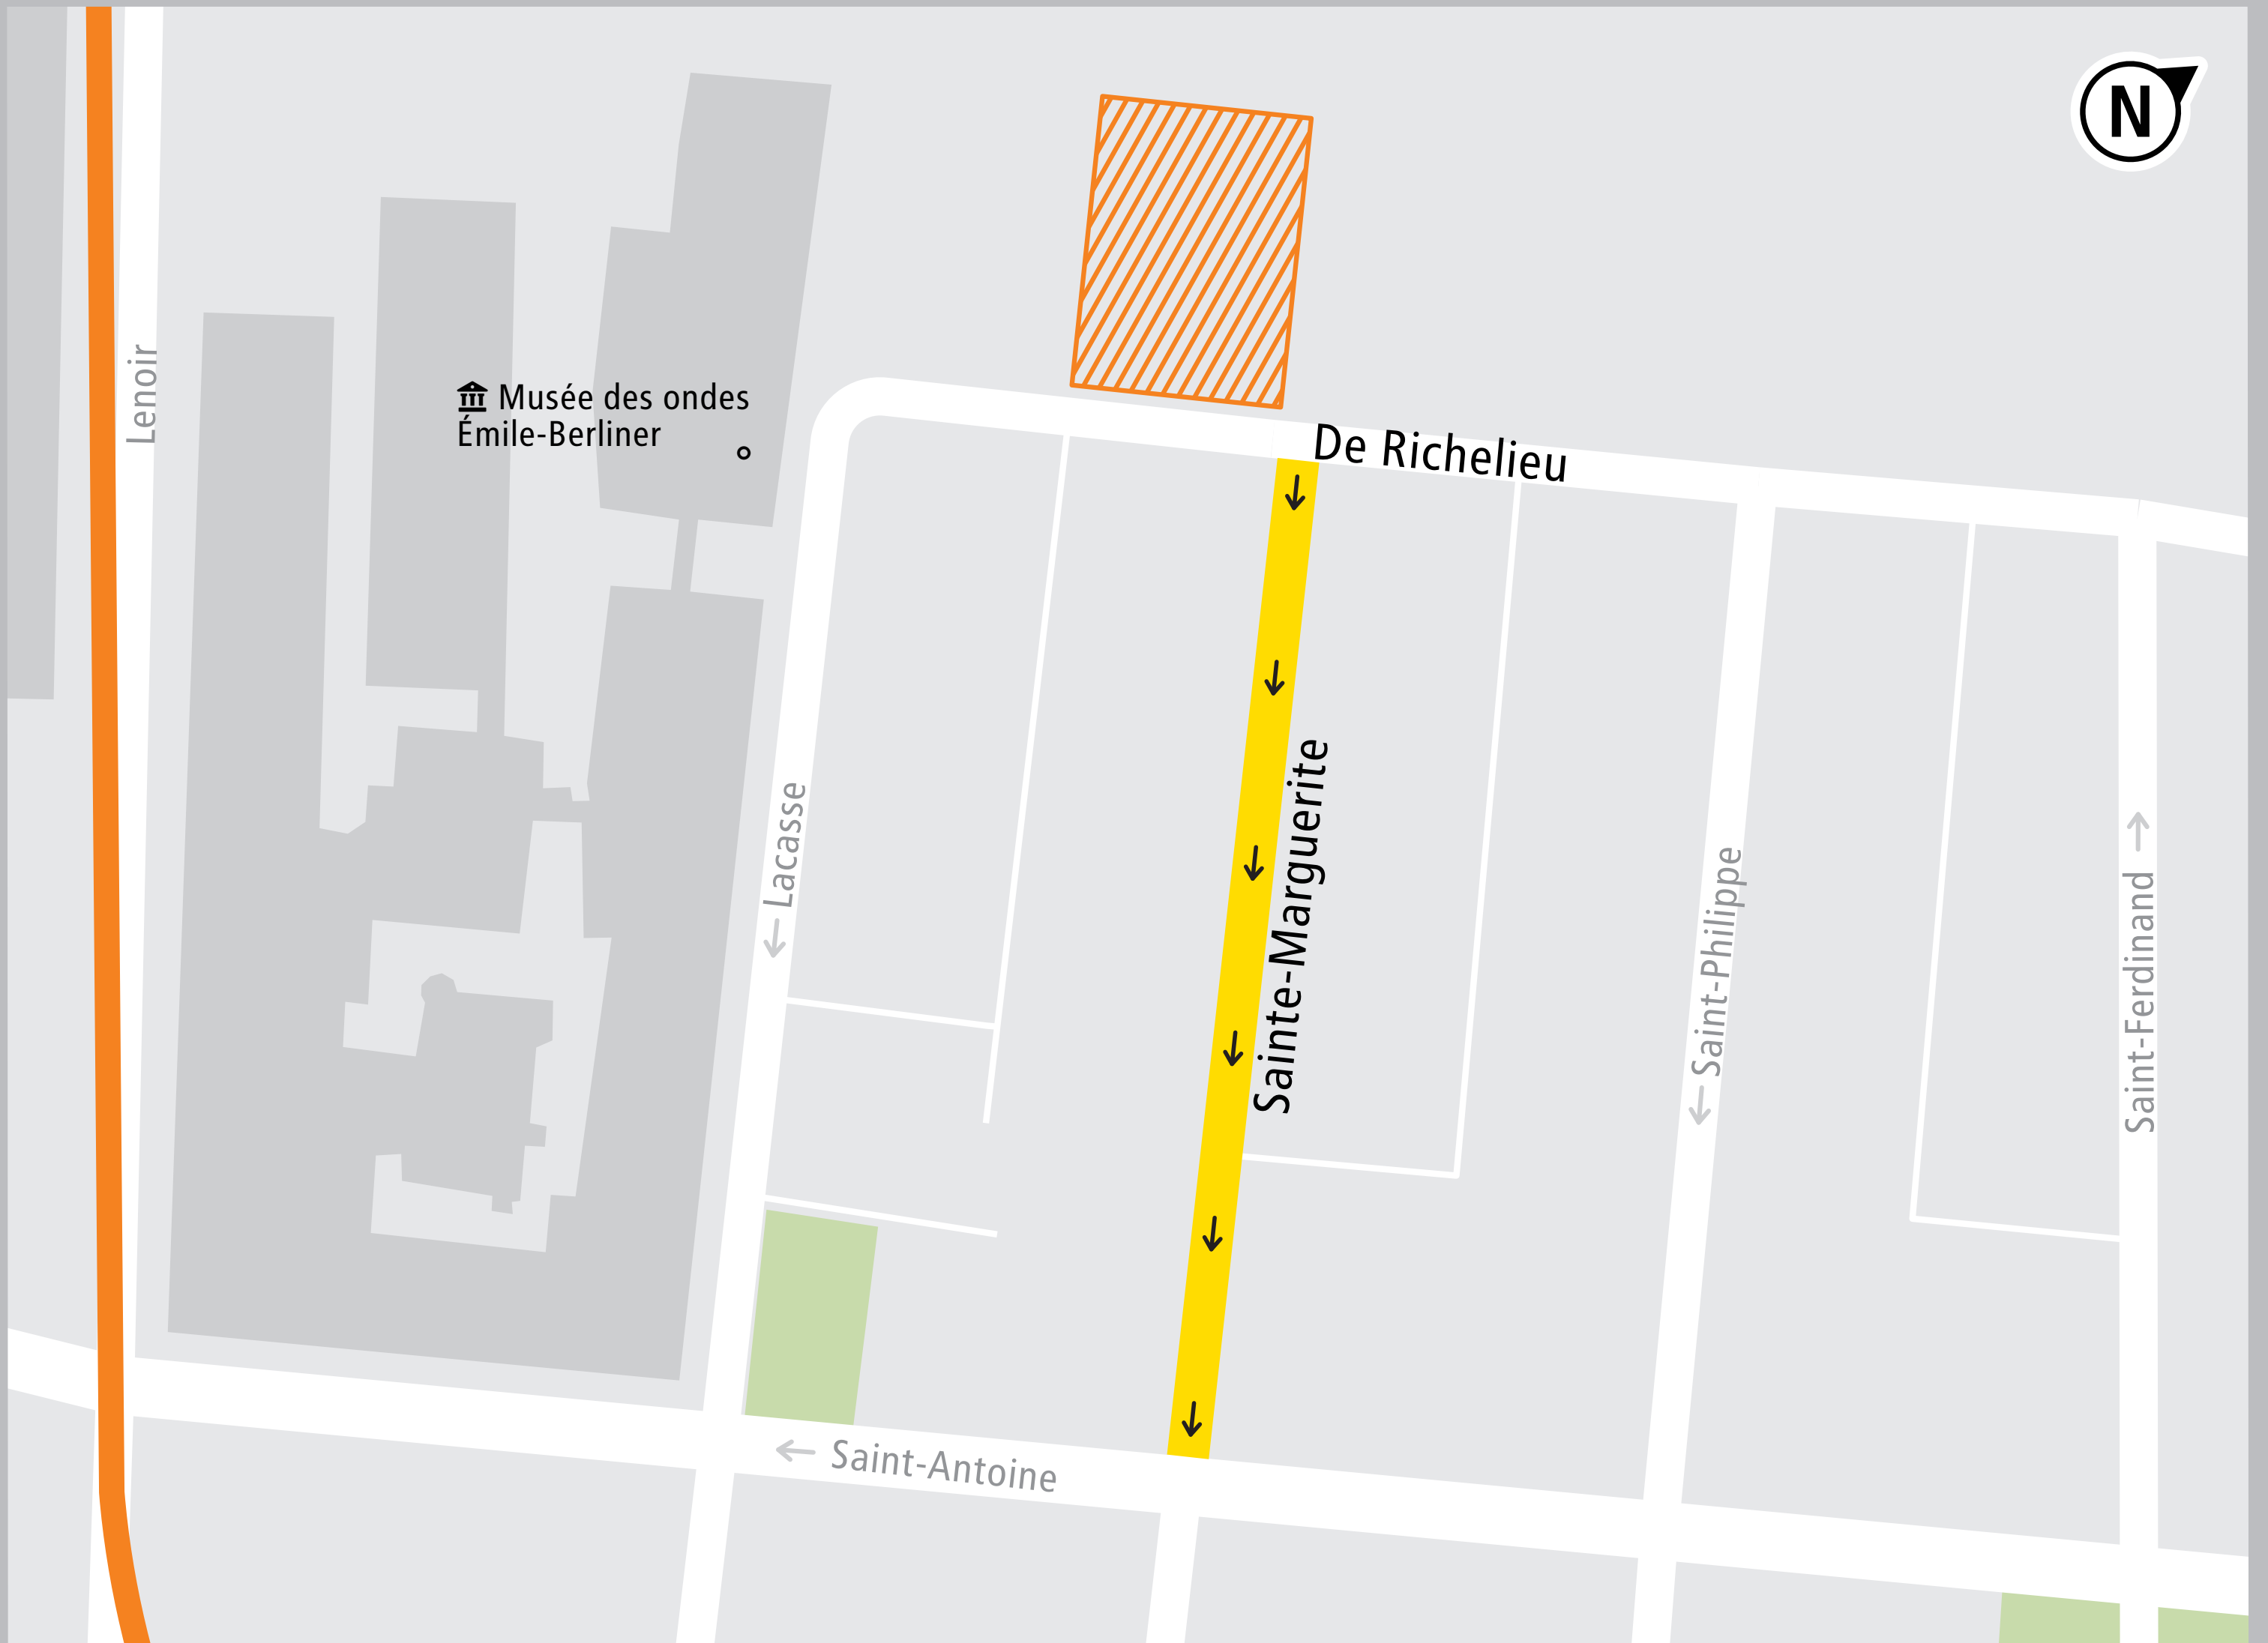 N
Lenoir
Musée des ondes
Émile-Berliner
De Richelieu
Lacasse
Sainte-Marguerite
Saint-Philippe
Saint-Ferdinand
Saint-Antoine